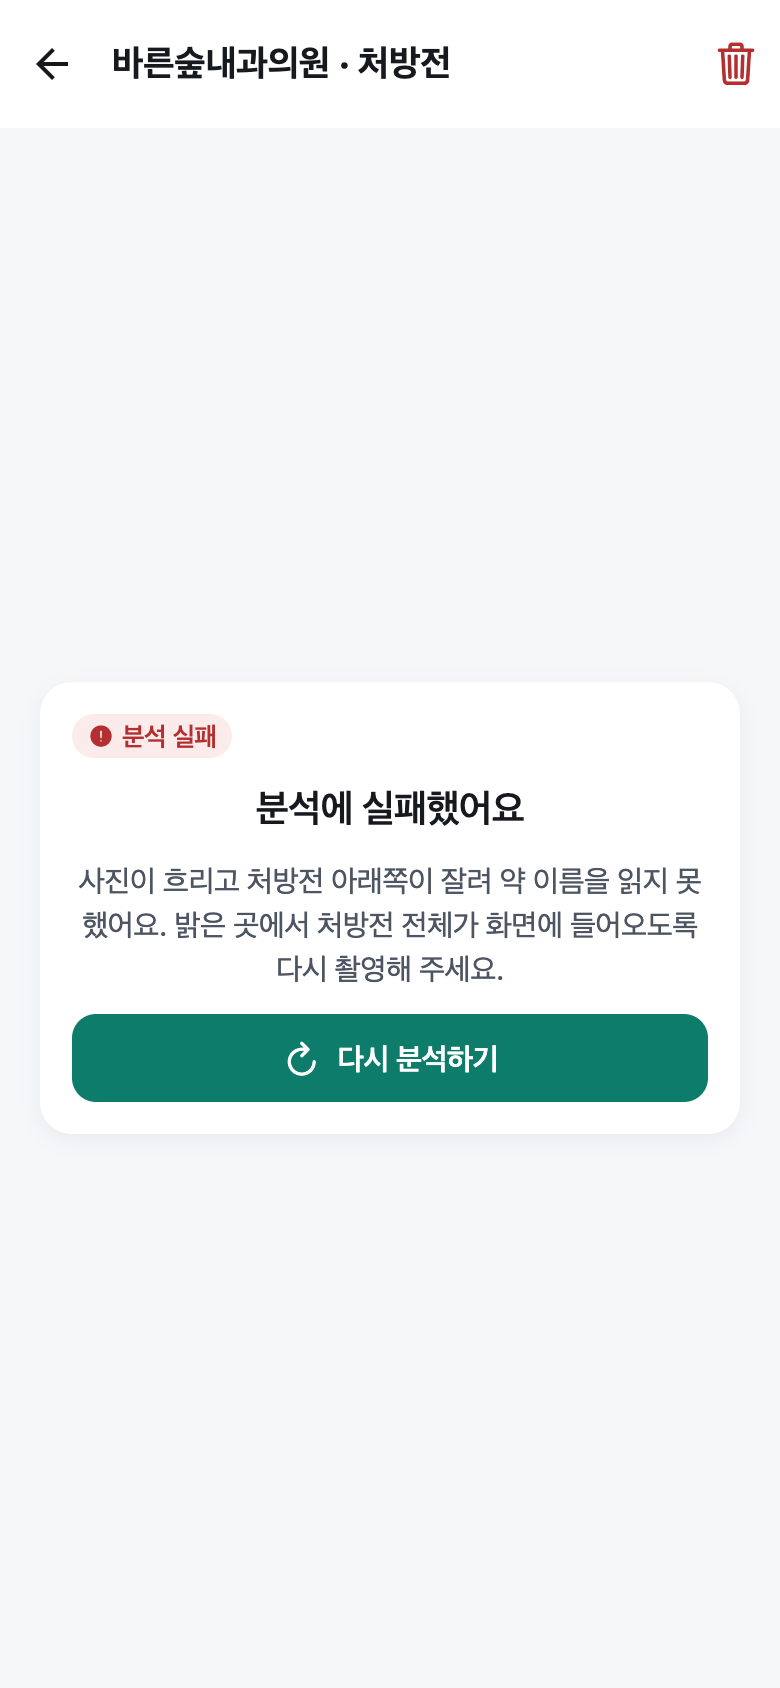 바른숲내과의원 · 처방전
분석 실패
분석에 실패했어요
사진이 흐리고 처방전 아래쪽이 잘려 약 이름을 읽지 못
했어요. 밝은 곳에서 처방전 전체가 화면에 들어오도록
다시 촬영해 주세요.
다시 분석하기